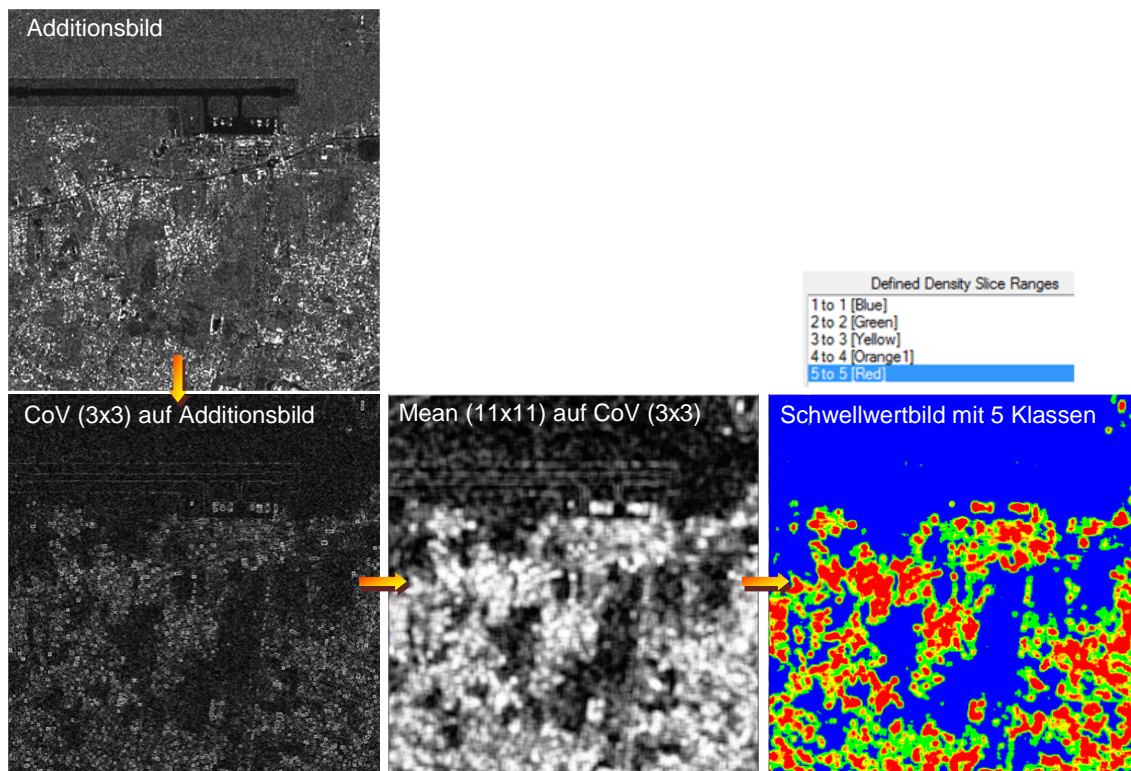 Additionsbild
Defined Density Slice Ranges
1 to 1 [Blue]
2 to 2 [Green]
3 to 3 [Yellow]
4 to 4 [Orange1]
5 to 5 [Red]
CoV (3x3) auf Additionsbild
Mean (11x11) auf CoV (3x3)
Schwellwertbild mit 5 Klassen